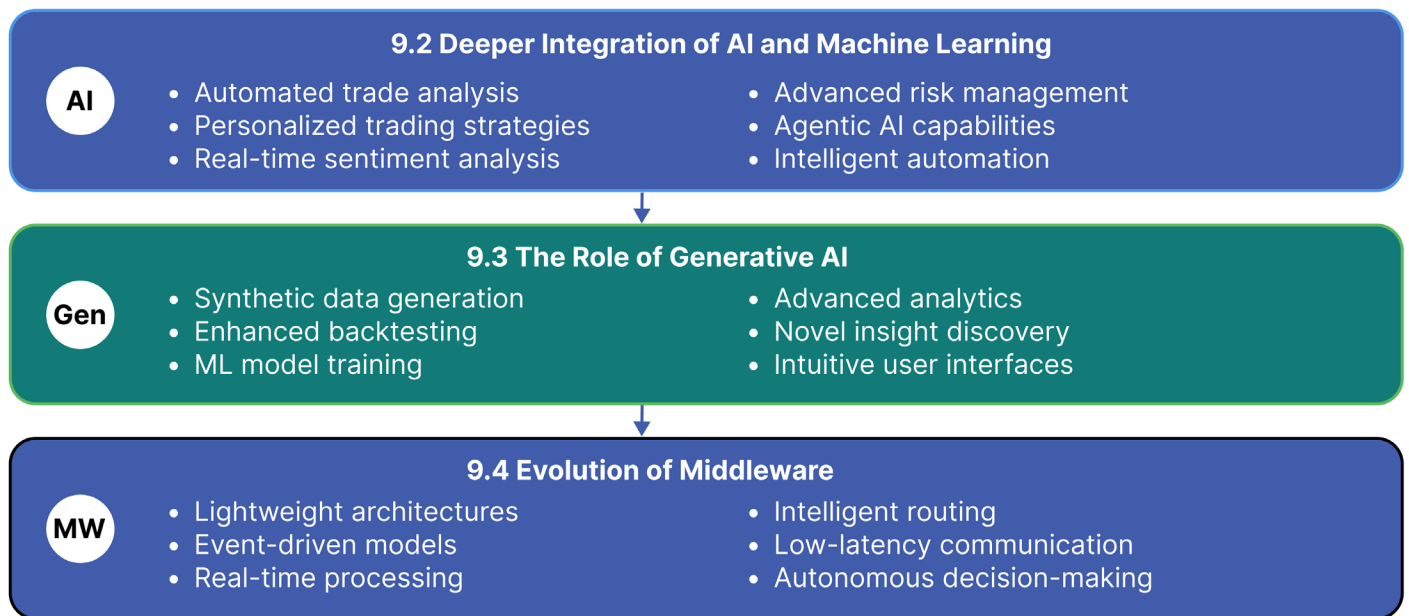 9.2 Deeper Integration of AI and Machine Learning
AI
• Automated trade analysis
• Personalized trading strategies
• Real-time sentiment analysis
• Advanced risk management
• Agentic AI capabilities
• Intelligent automation
9.3 The Role of Generative AI
Gen
• Synthetic data generation
• Enhanced backtesting
• ML model training
• Advanced analytics
• Novel insight discovery
• Intuitive user interfaces
9.4 Evolution of Middleware
MW
• Lightweight architectures
• Event-driven models
• Real-time processing
• Intelligent routing
• Low-latency communication
• Autonomous decision-making